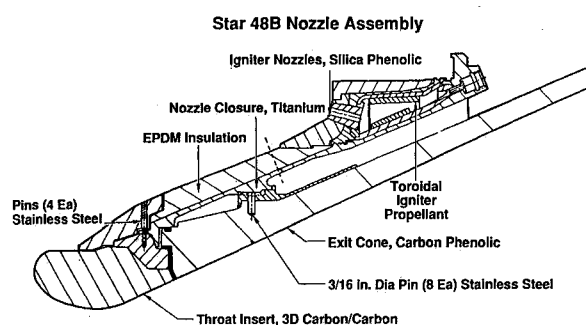 Star 48B Nozzle Assembly
Igniter Nozzles, Silica Phenolic
Nozzle Closure, Titanium
EPDM Insulation
Pins (4 Ea)
Stainless Steel
Toroidal
Igniter
Propellant
Exit Cone, Carbon Phenolic
3/16 in. Dia Pin (8 Ea) Stainless Steel
Throat Insert, 3D Carbon/Carbon